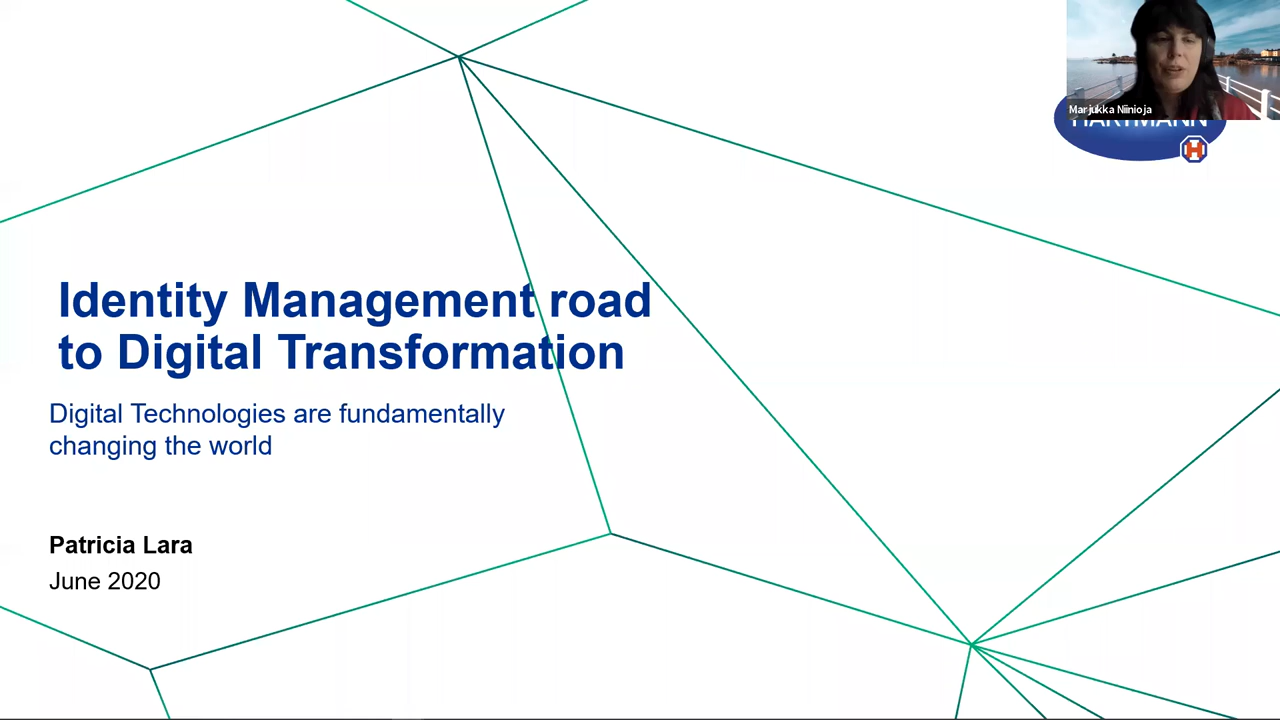 Marjukka Niinioja
HARTMANN
Identity Management road
to Digital Transformation
Digital Technologies are fundamentally
changing the world
Patricia Lara
June 2020